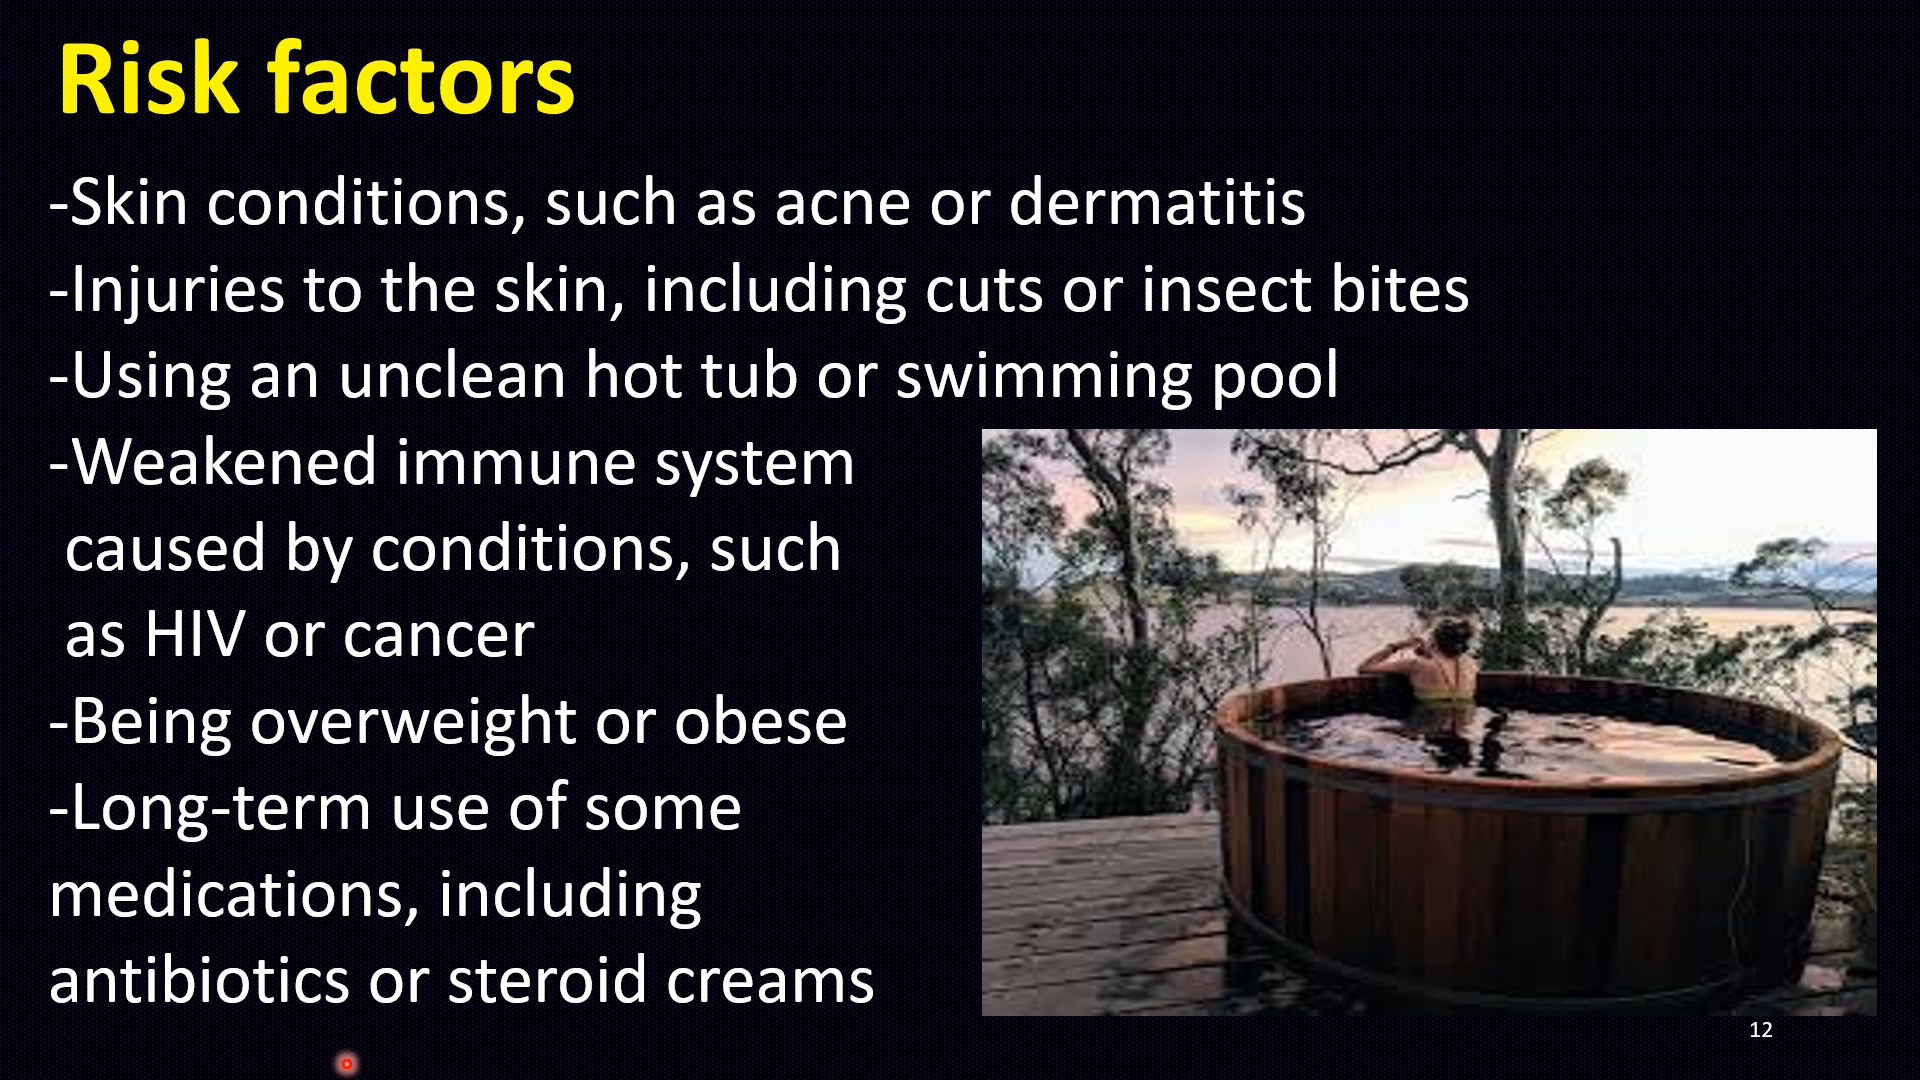 Risk factors
-Skin conditions, such as acne or dermatitis
-Injuries to the skin, including cuts or insect bites
-Using an unclean hot tub or swimming pool
-Weakened immune system
caused by conditions, such
as HIV or cancer
-Being overweight or obese
-Long-term use of some
medications, including
antibiotics or steroid creams
12